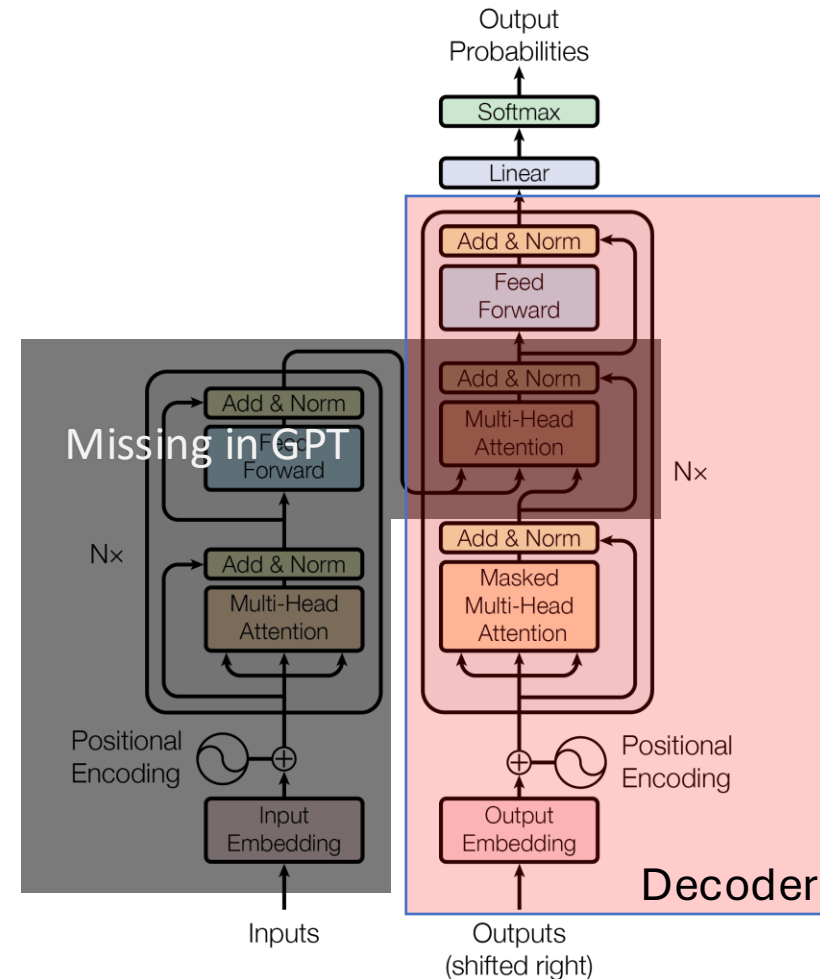 Output
Probabilities
Softmax
Linear
Add & Norm
Feed
Forward
Add & Norm
Multi-Head
Attention
Nx
Add & Norm
Masked
Multi-Head
Attention
Positional
Encoding
Output
Embedding
Decoder
Outputs
(shifted right)
Missing in GPT
Add & Norm
Feed
Forward
Nx
Add & Norm
Multi-Head
Attention
Positional
Encoding
Input
Embedding
Inputs